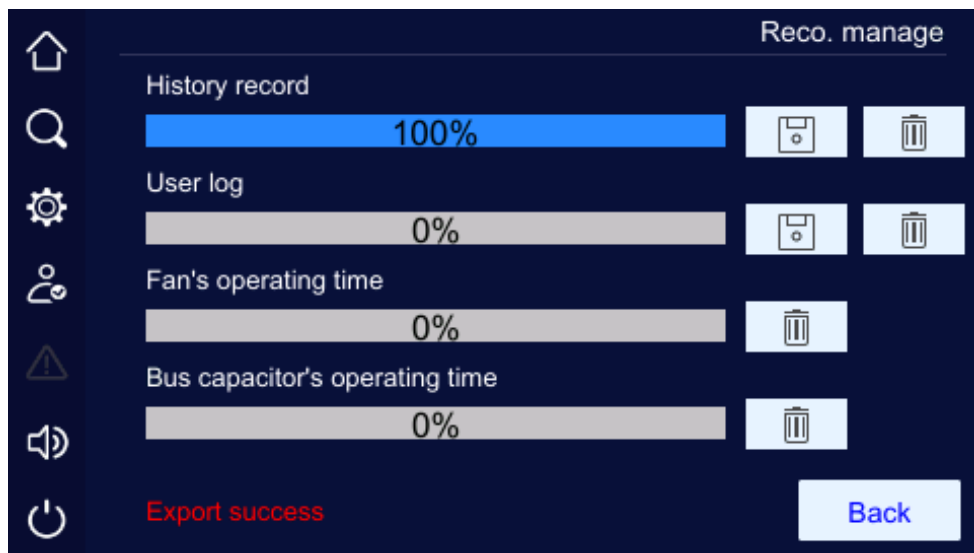 Reco. manage
History record
100%
User log
0%
Fan's operating time
0%
Bus capacitor's operating time
0%
Export success
Back